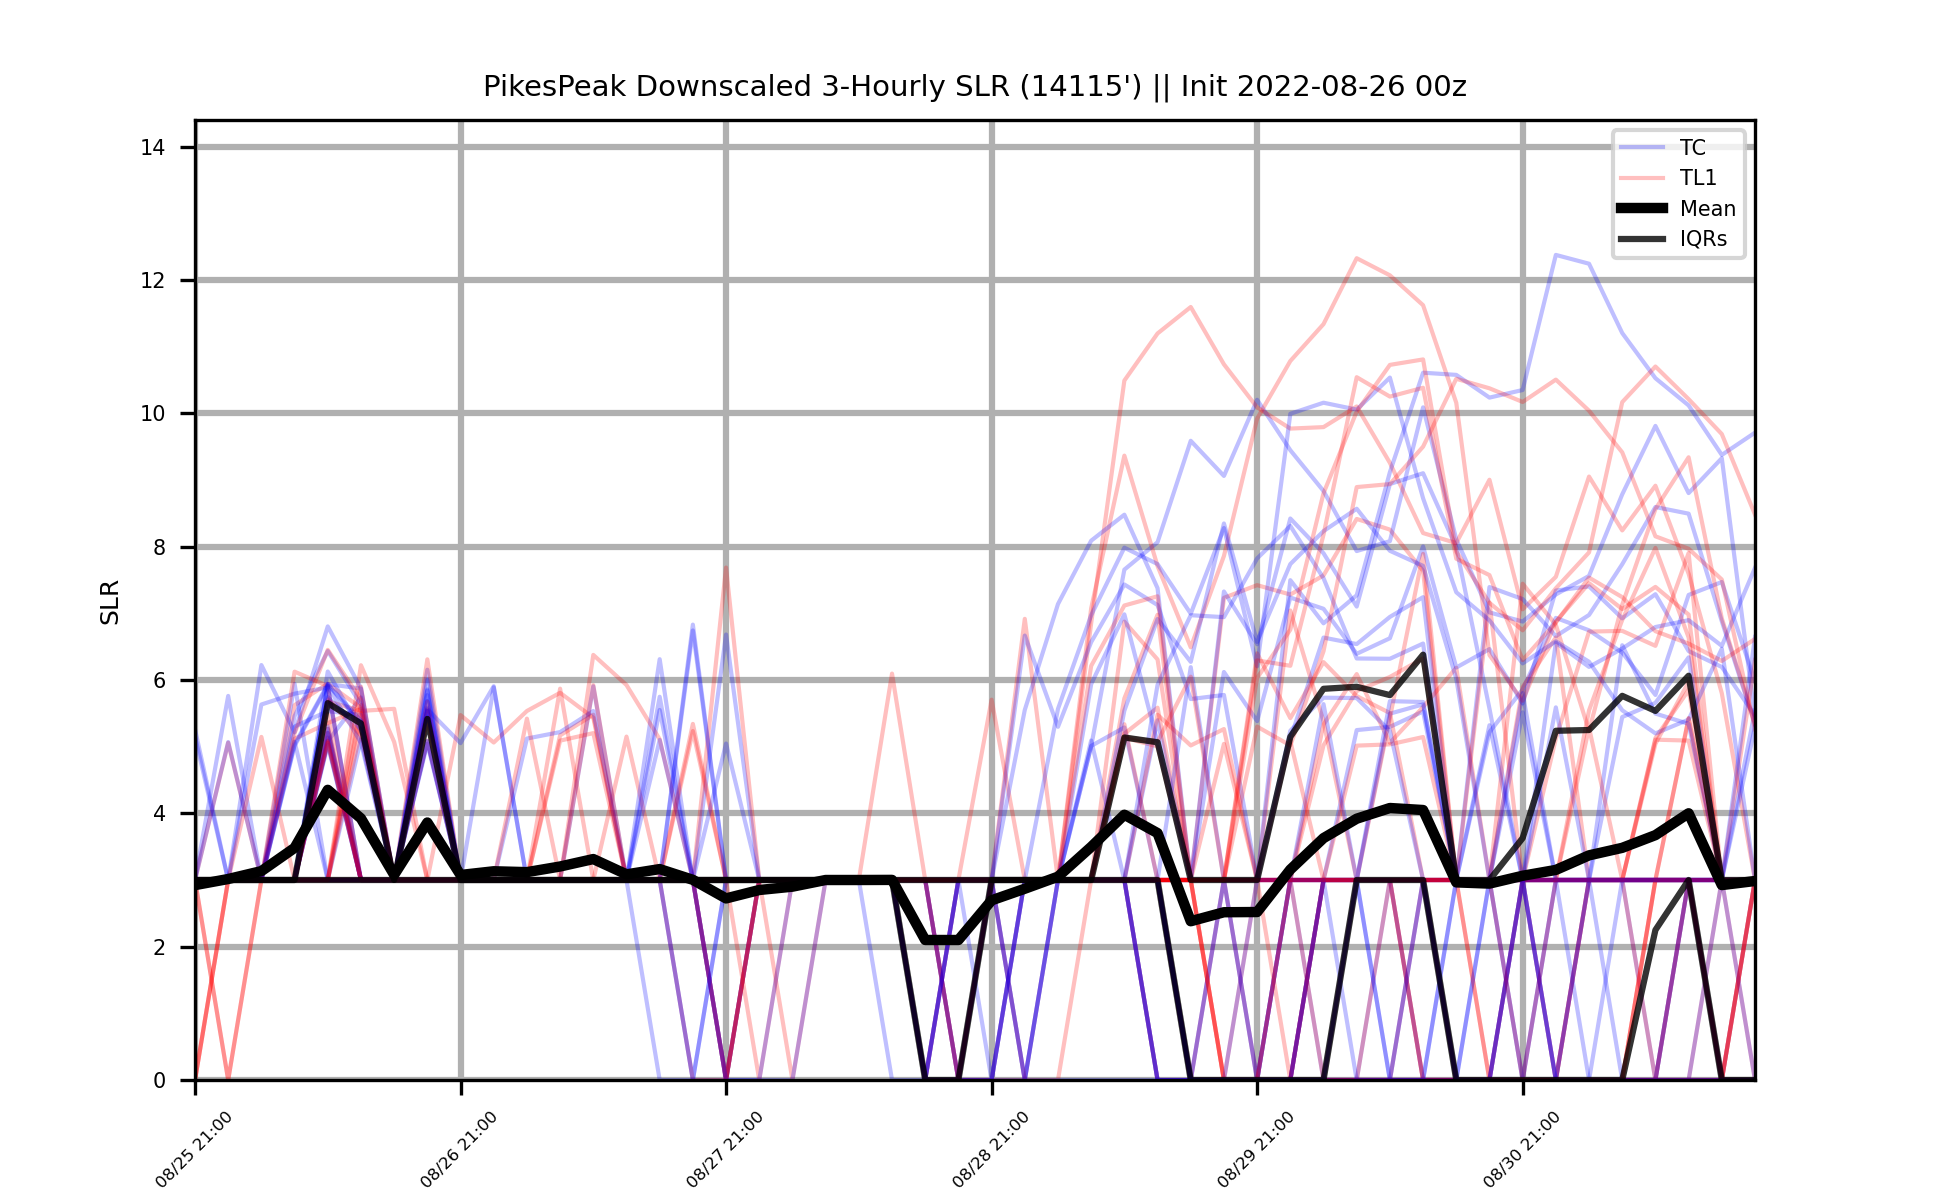 PikesPeak Downscaled 3-Hourly SLR (14115') || Init 2022-08-26 00z
TC
TL1
Mean
IQRs
SLR
14
12
10
8
6
4
2
0
08/25 21:00
08/26 21:00
08/27 21:00
08/28 21:00
08/29 21:00
08/30 21:00